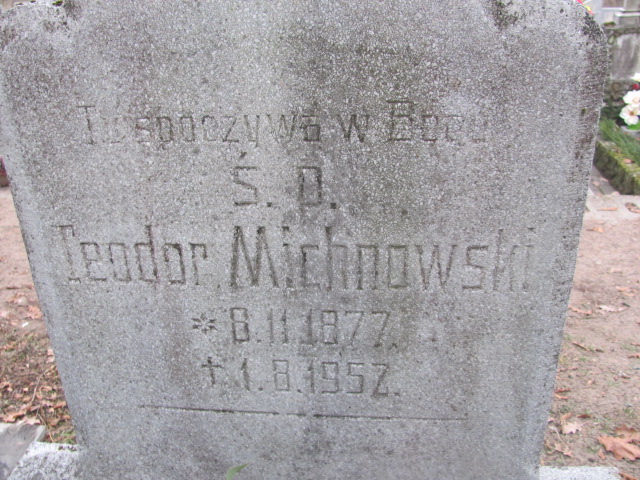 Tu spoczywa w Bogu
Ś. P.
Teodor Michnowski
* 8.11.1877.
† 1.8.1952.